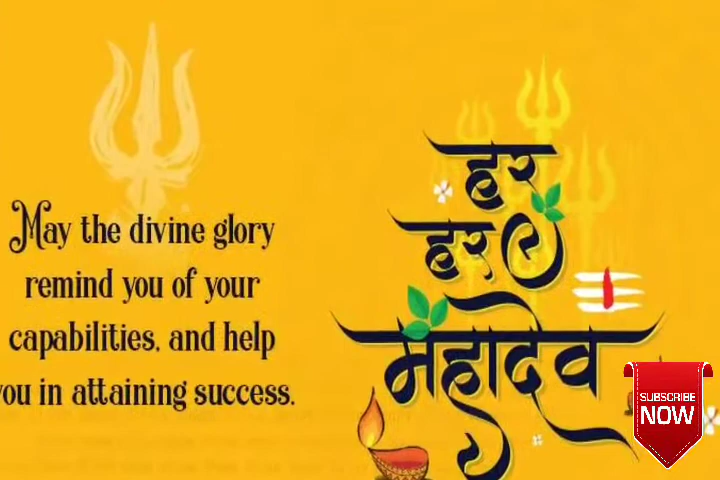 May the divine glory
remind you of your
capabilities, and help
you in attaining success.
हर
हर
महादेव
SUBSCRIBE
NOW